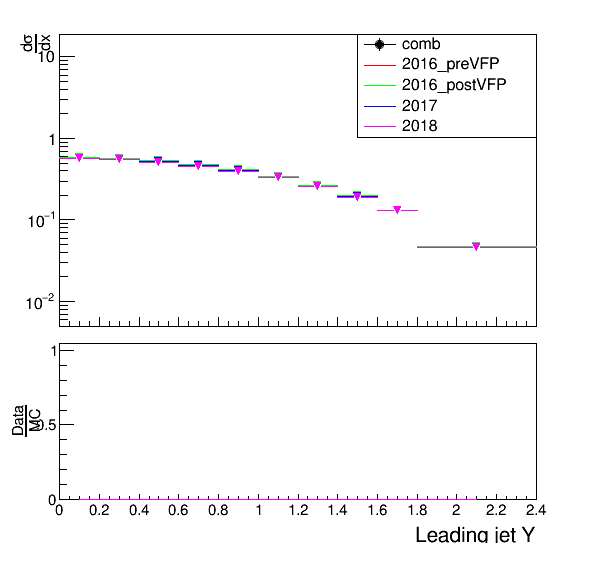 dσ
dx
10
1
10⁻¹
10⁻²
comb
2016_preVFP
2016_postVFP
2017
2018
Data
MC
1
0.5
0
0 0.2 0.4 0.6 0.8 1 1.2 1.4 1.6 1.8 2 2.2 2.4
Leading jet Y